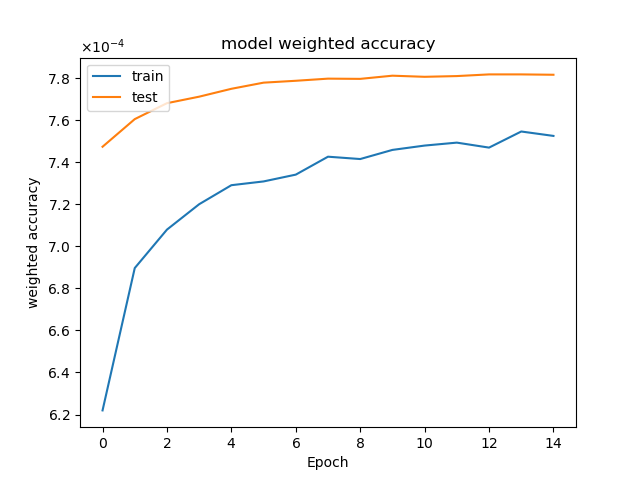 model weighted accuracy
×10⁻⁴
train
test
7.8
7.6
7.4
7.2
7.0
6.8
6.6
6.4
6.2
weighted accuracy
0 2 4 6 8 10 12 14
Epoch